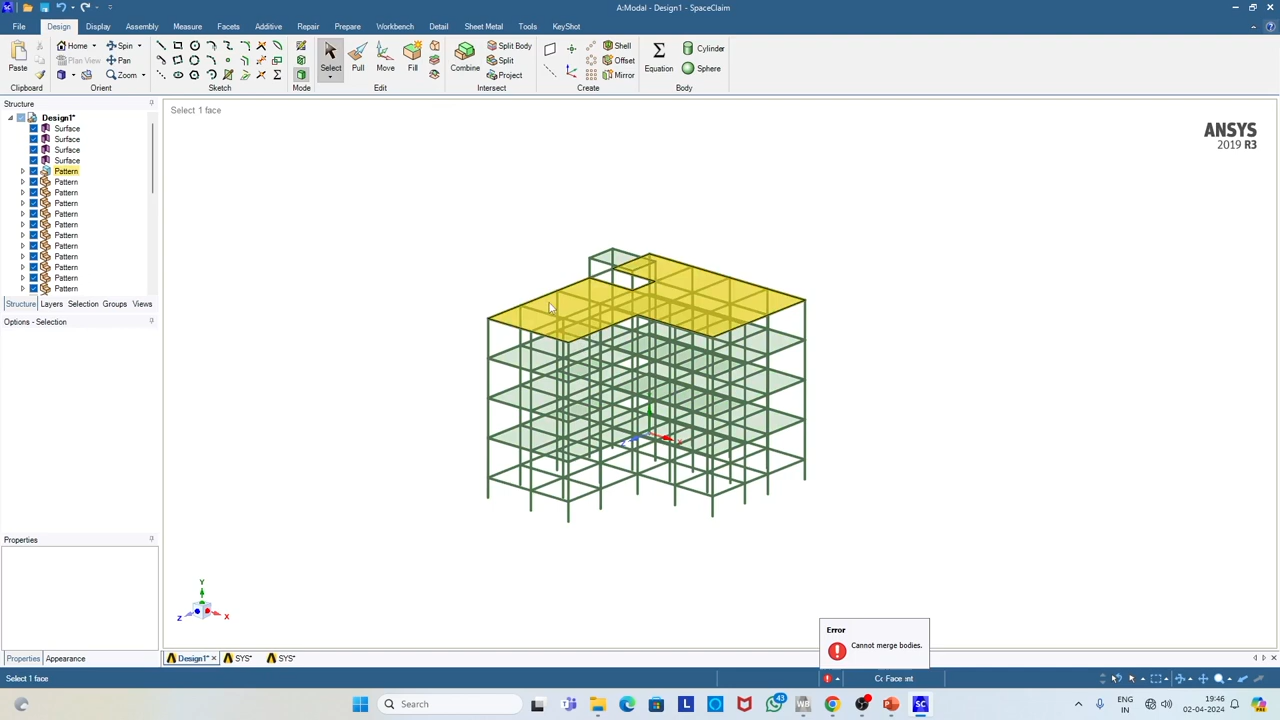 A:Modal - Design1 - SpaceClaim
File Design Display Assembly Measure Facets Additive Repair Prepare Workbench Detail Sheet Metal Tools KeyShot
Home Spin Shell Cylinder
Plan View Pan Split Body Offset Sphere
Zoom Split Mirror
Paste Select Pull Move Fill Combine Project Equation
Clipboard Orient Sketch Mode Edit Intersect Create Body
Structure
Select 1 face
Design1*
Surface
Surface
Surface
Surface
Pattern
Pattern
Pattern
Pattern
Pattern
Pattern
Pattern
Pattern
Pattern
Pattern
Pattern
Pattern
ANSYS
2019 R3
Structure Layers Selection Groups Views
Options - Selection
Properties
Y
Z
X
Z
X
Error
Cannot merge bodies.
Properties Appearance
Design1* SYS* SYS*
Select 1 face
Search
43
WB
SC
ENG
IN
19:46
02-04-2024